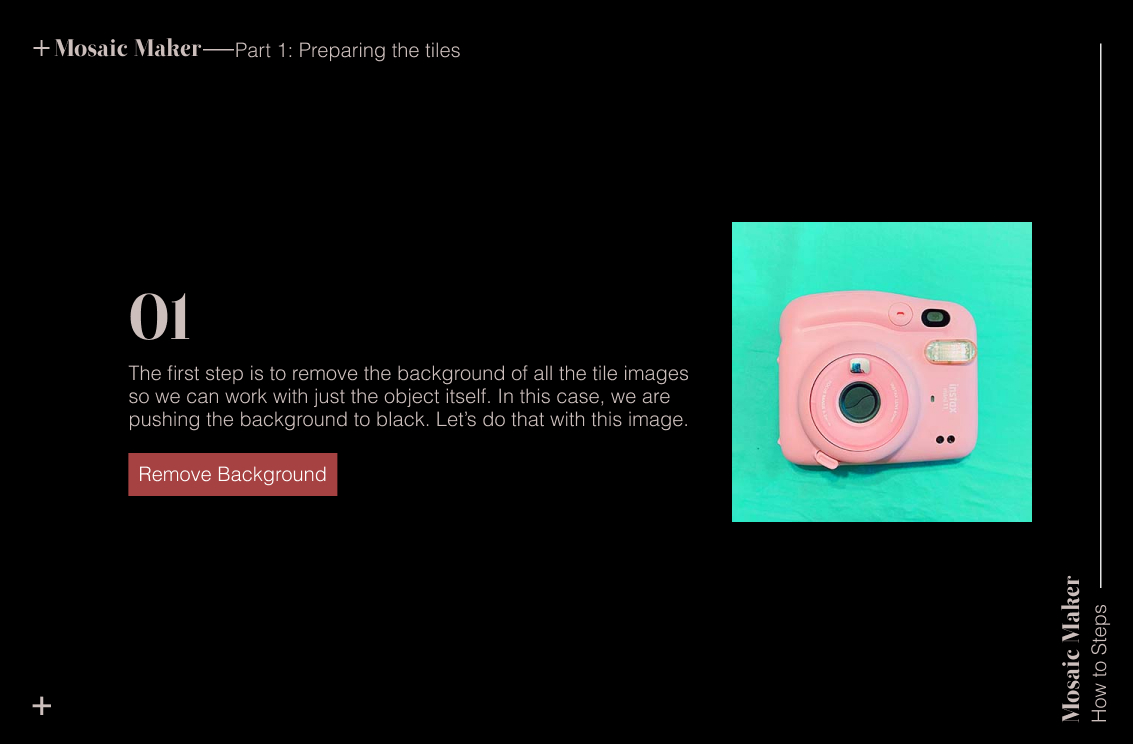 + Mosaic Maker — Part 1: Preparing the tiles
01
The first step is to remove the background of all the tile images
so we can work with just the object itself. In this case, we are
pushing the background to black. Let’s do that with this image.
Remove Background
instax
Mosaic Maker
How to Steps
+